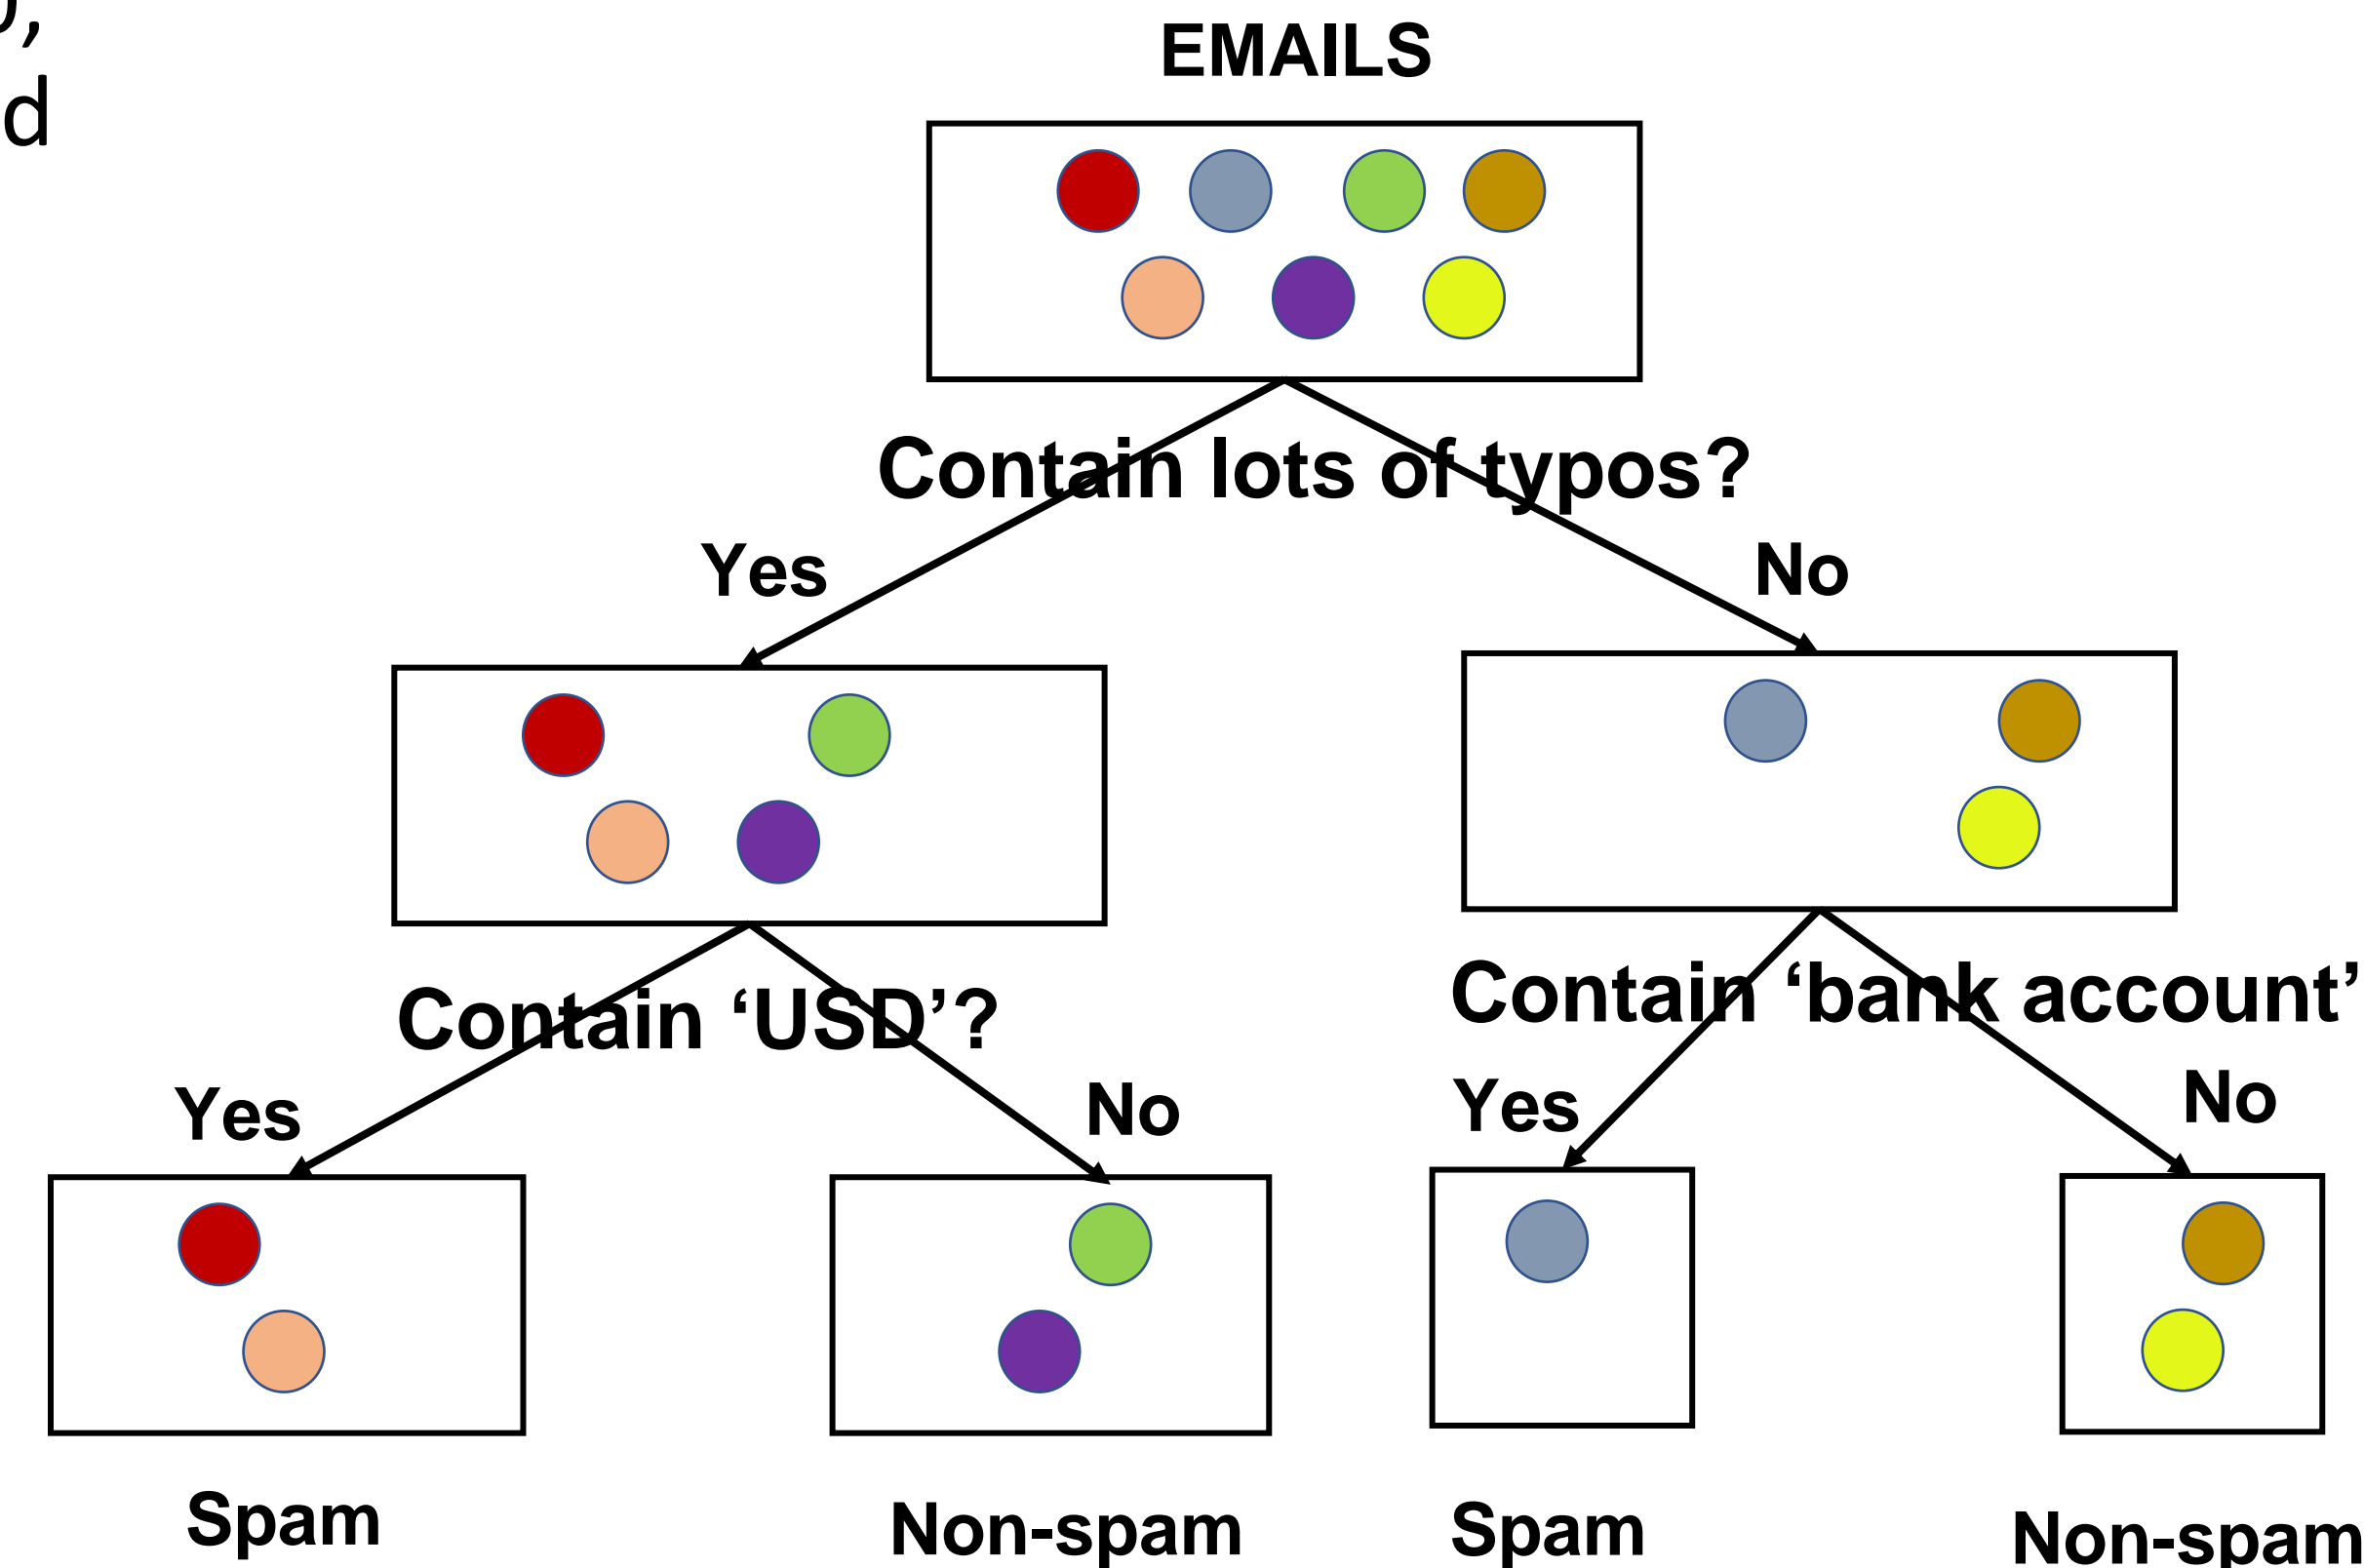 d
EMAILS
Contain lots of typos?
Yes
No
Contain ‘USD’?
Contain ‘bank account’
Yes
No
Yes
No
Spam
Non-spam
Spam
Non-spam